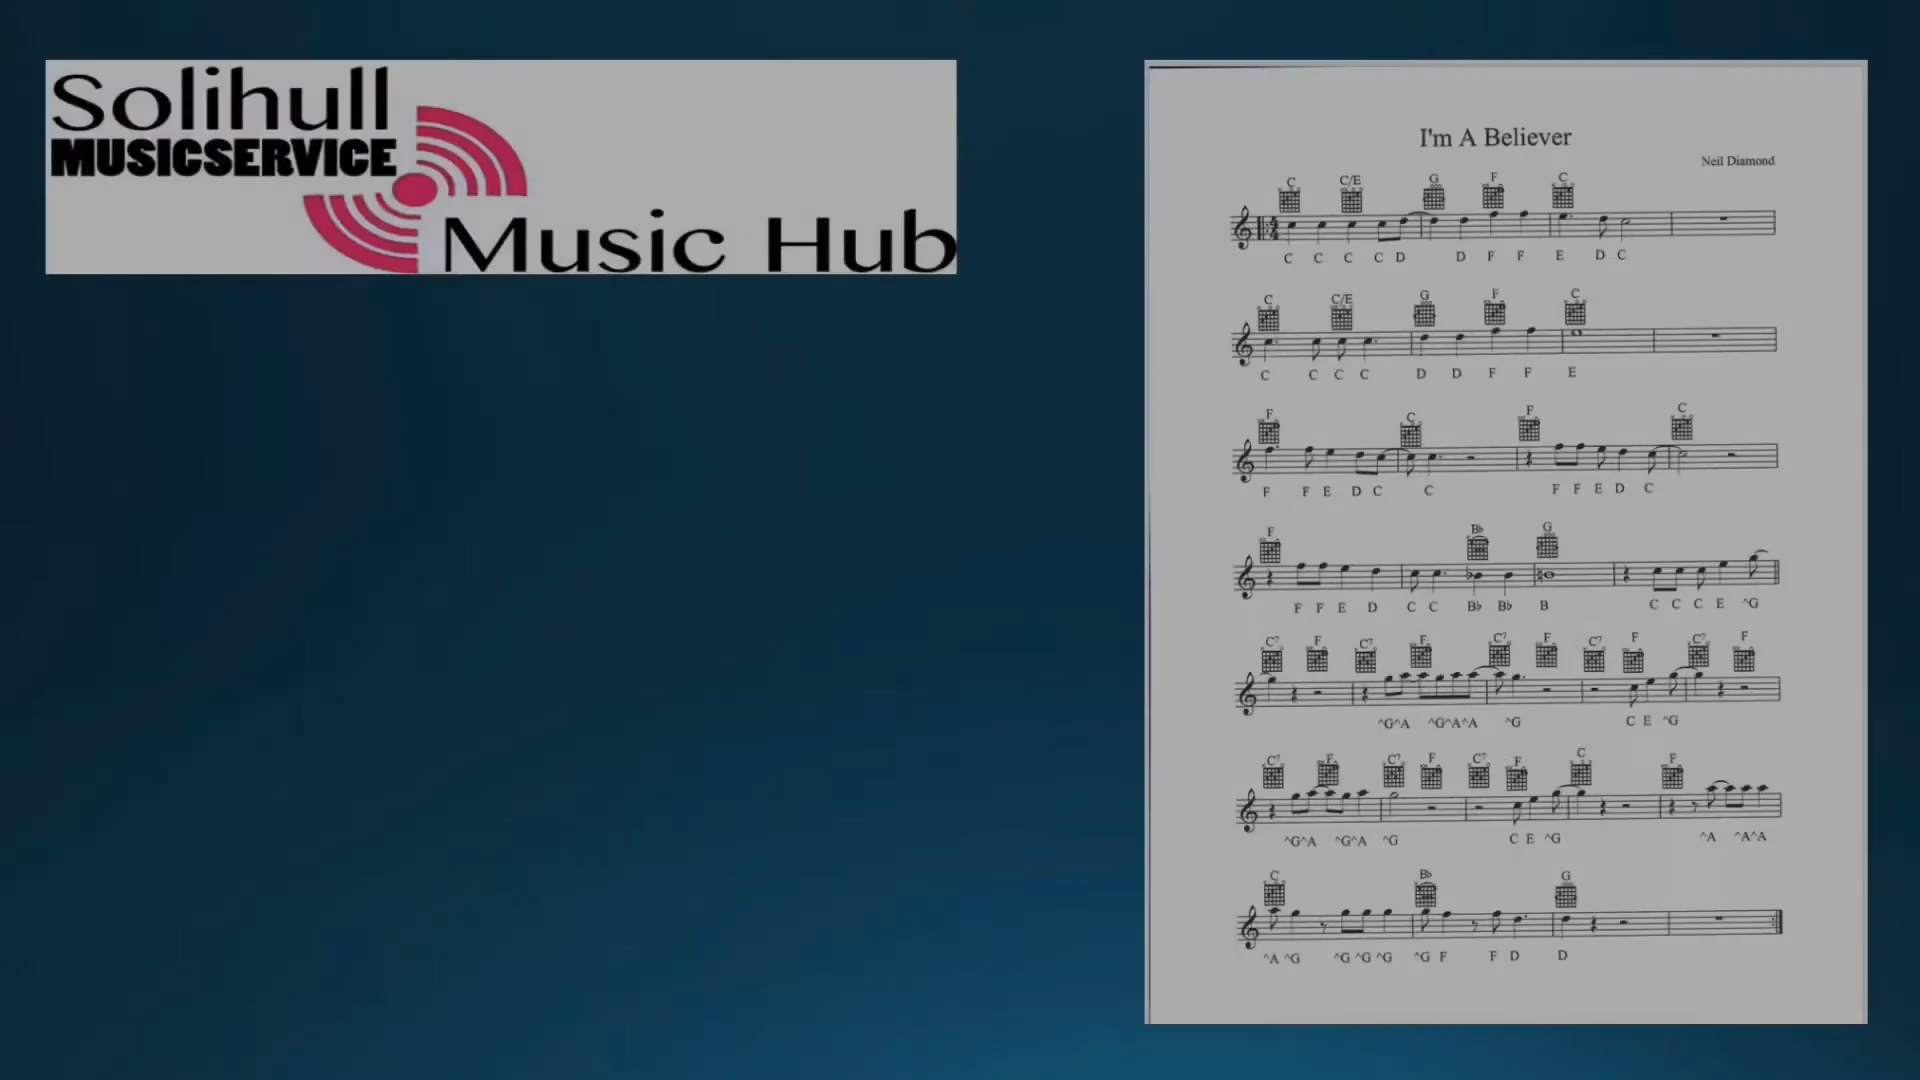 Solihull
MUSICSERVICE
Music Hub
I'm A Believer
Neil Diamond
C C/E G F C
C C C C D D F F E D C
C C/E G F C
C C C C D D F F E
F C F C
F F E D C C F F E D C
F B♭ G
F F E D C C B♭ B♭ B C C C E ^G
C7 F C7 F C7 F C7 F C7 F
^G^A ^G^A^A ^G C E ^G
C7 F C7 F C7 F C F
^G^A ^G^A ^G C E ^G ^A ^A^A
C B♭ G
^A ^G ^G ^G ^G ^G F F D D